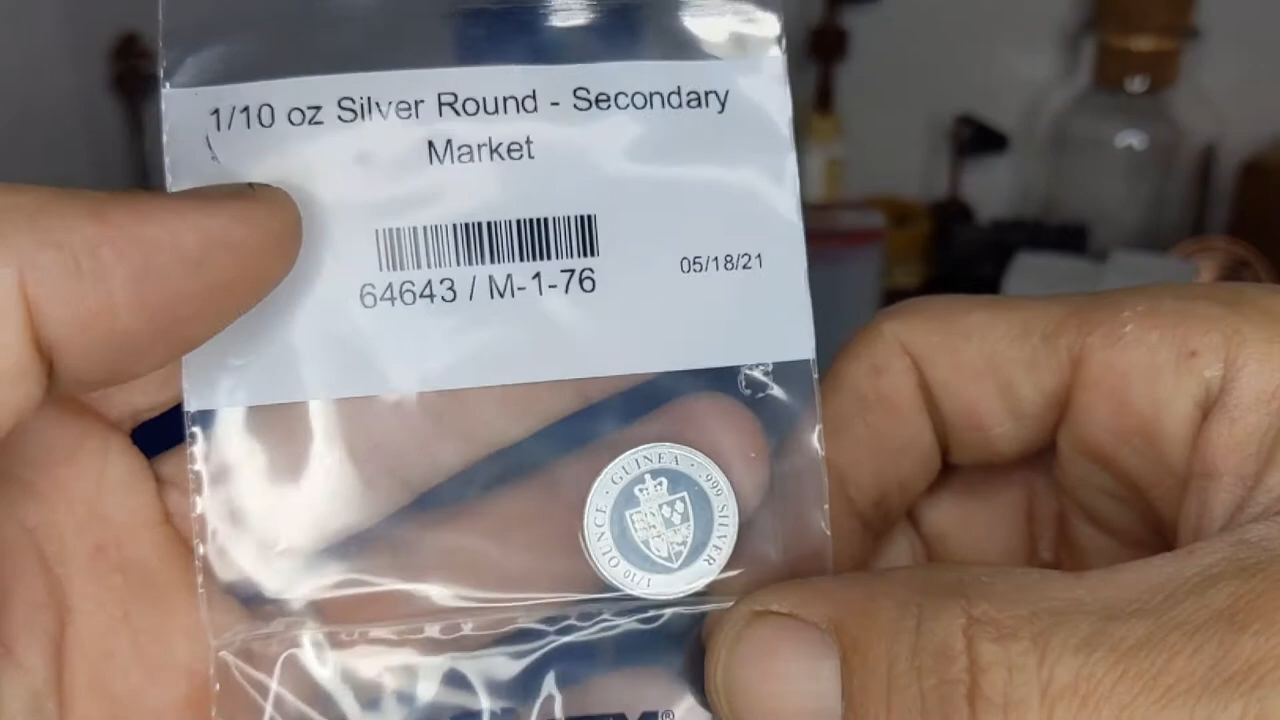 1/10 oz Silver Round - Secondary
Market
64643 / M-1-76
05/18/21
· GUINEA · .999 SILVER
1/10 OUNCE